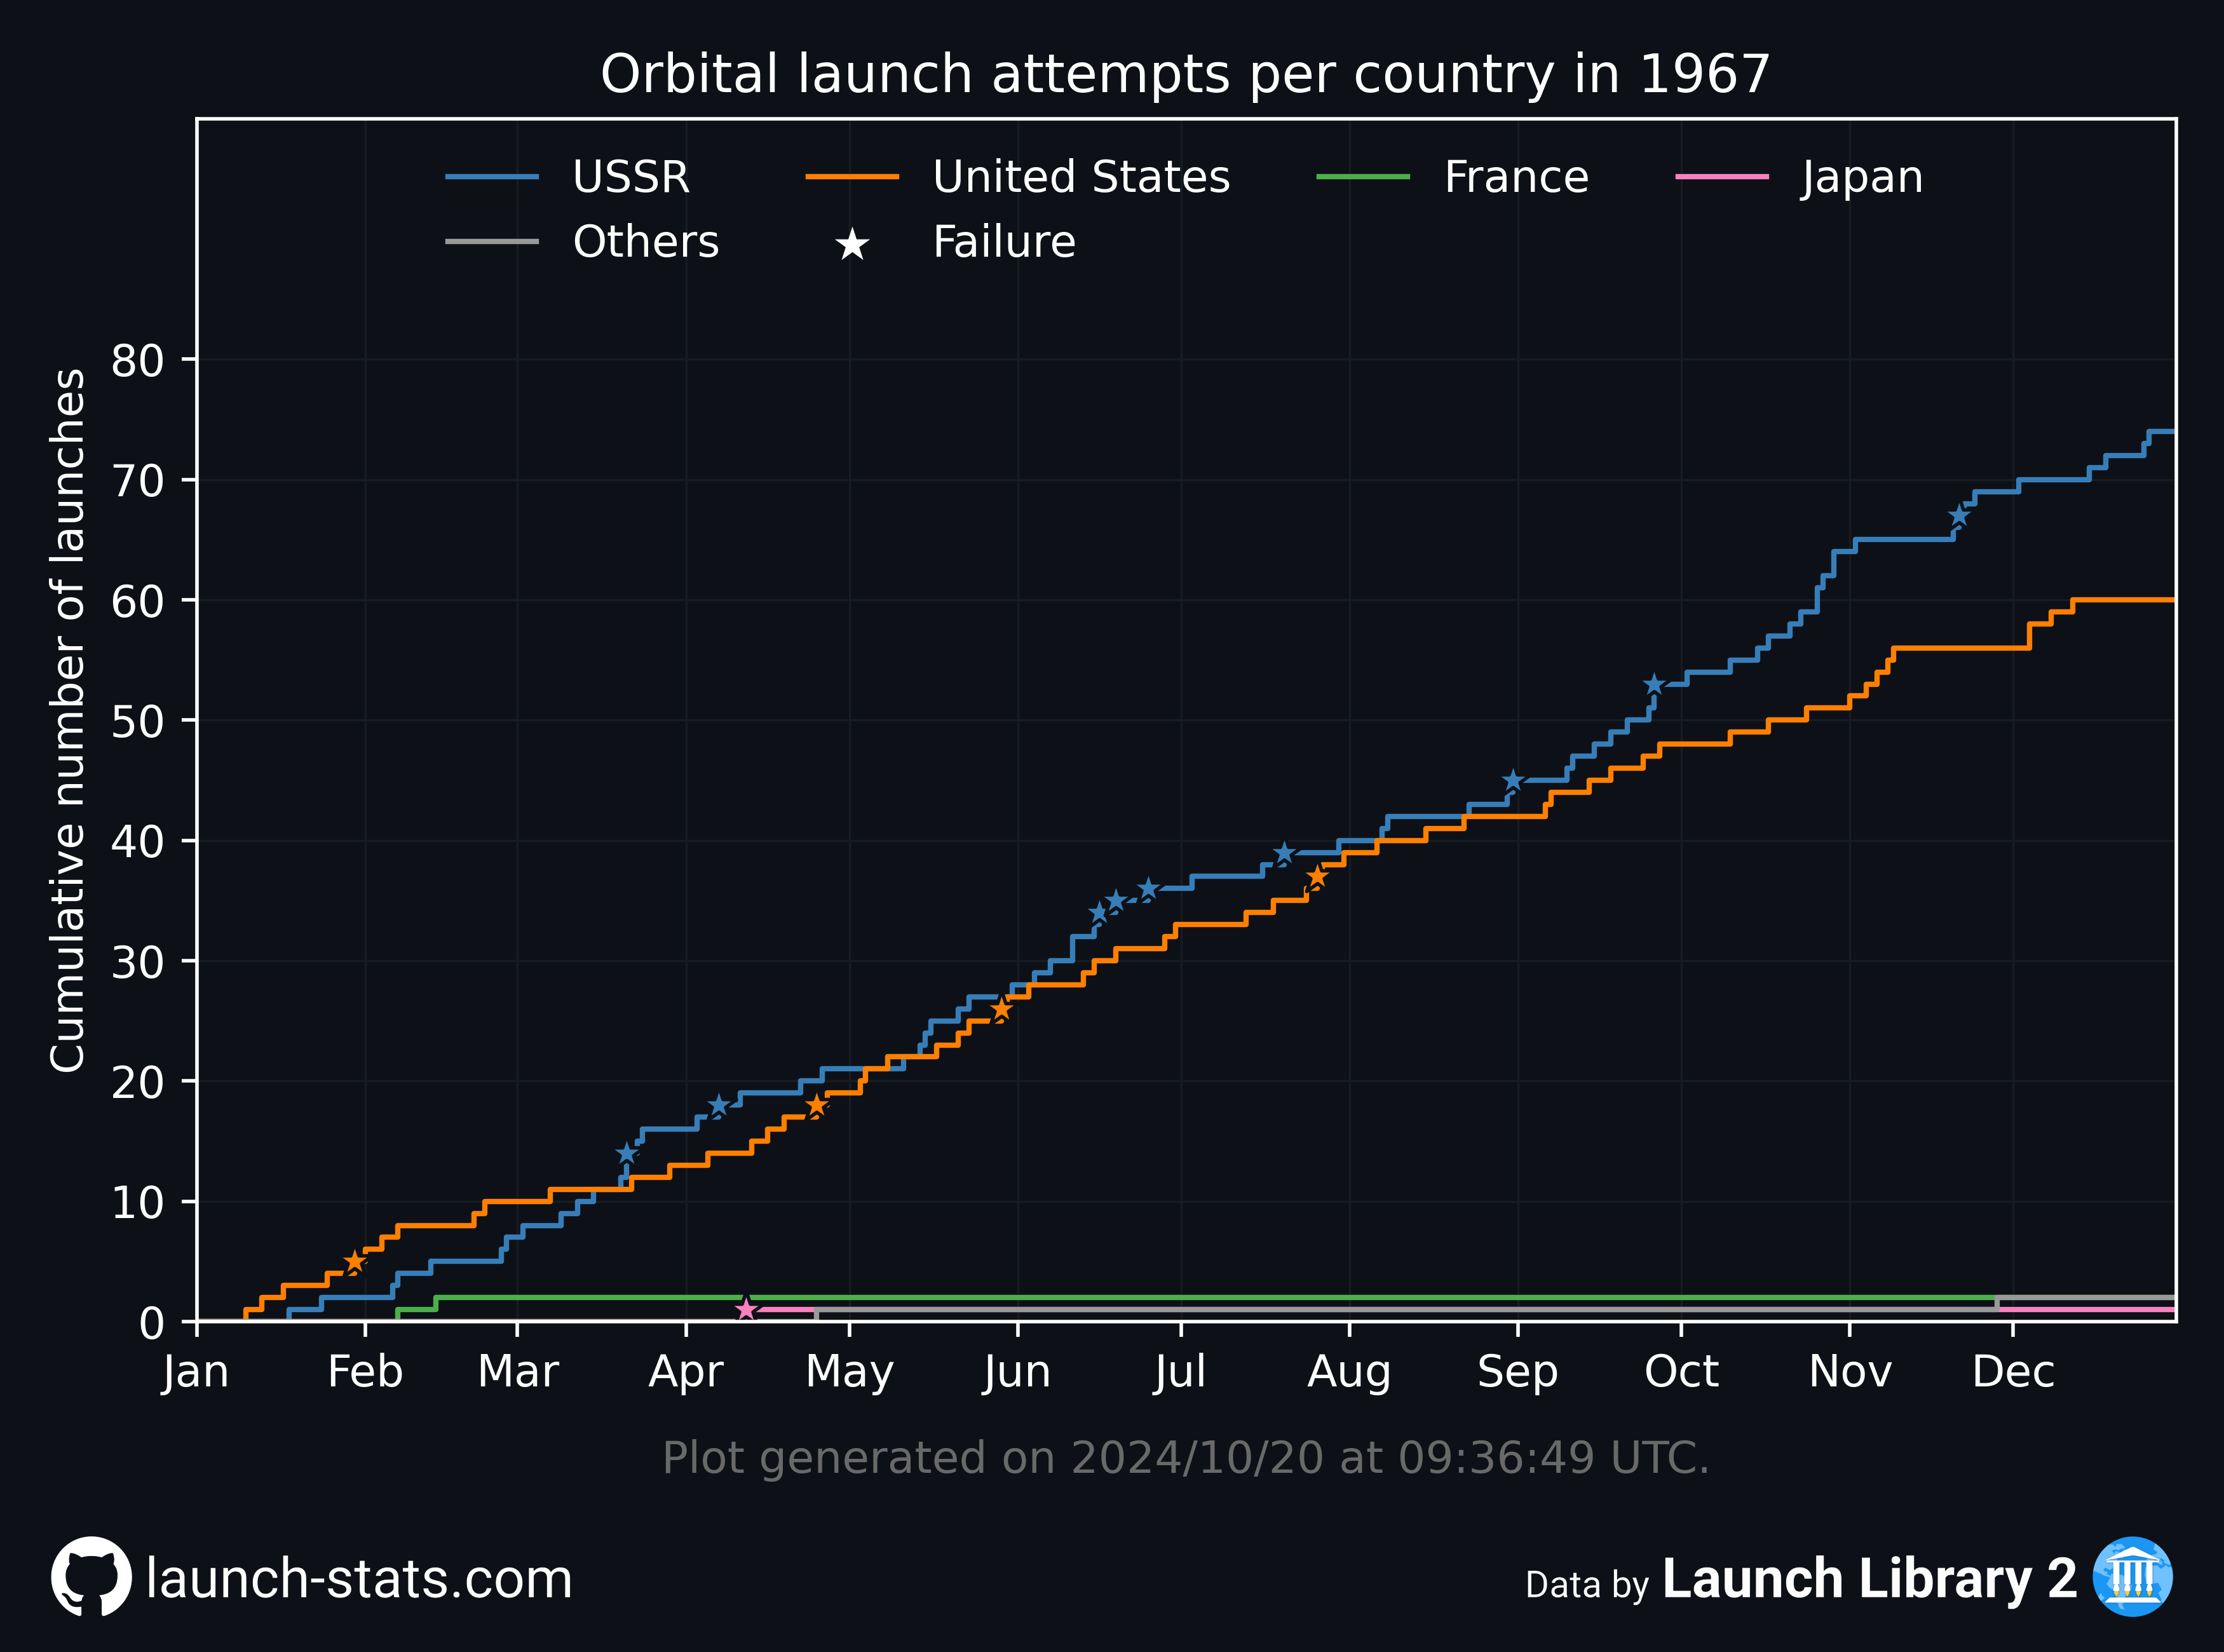 Orbital launch attempts per country in 1967
USSR United States France Japan
Others Failure
Cumulative number of launches
80
70
60
50
40
30
20
10
0
Jan Feb Mar Apr May Jun Jul Aug Sep Oct Nov Dec
Plot generated on 2024/10/20 at 09:36:49 UTC.
launch-stats.com
Data by Launch Library 2